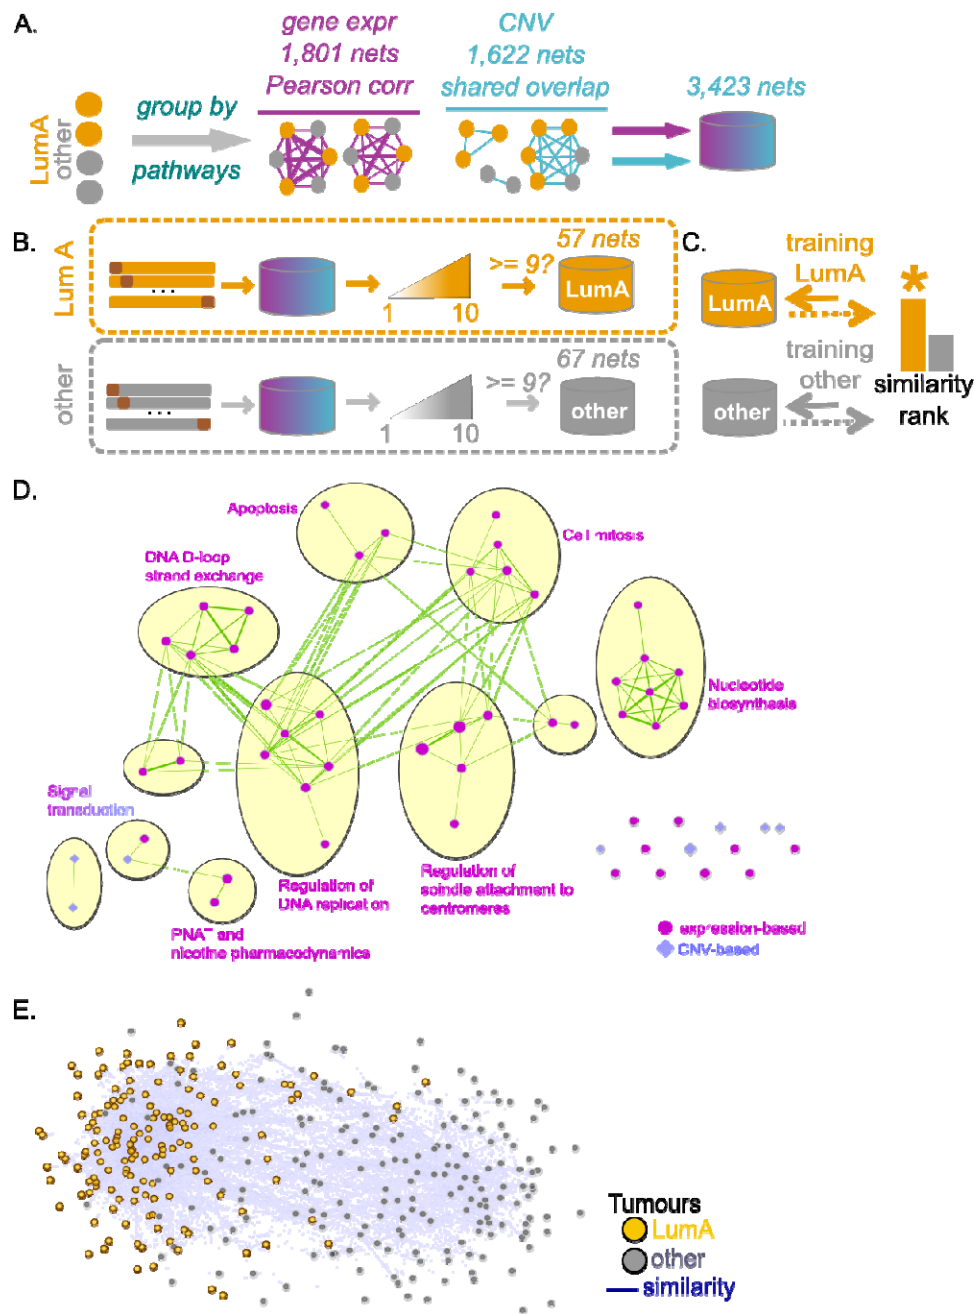 A.
gene expr
1,801 nets
Pearson corr
CNV
1,622 nets
shared overlap
3,423 nets
LumA
other
group by
pathways
B.
Lum A
...
1
10
>= 9?
57 nets
LumA
other
...
1
10
>= 9?
67 nets
other
C.
training
LumA
LumA
*
training
other
other
similarity
rank
D.
Apoptosis
Cell mitosis
DNA D-loop
strand exchange
Nucleotide
biosynthesis
Signal
transduction
Regulation of
DNA replication
Regulation of
spindle attachment to
centromeres
and
nicotine pharmacodynamics
expression-based
CNV-based
E.
Tumours
LumA
other
similarity